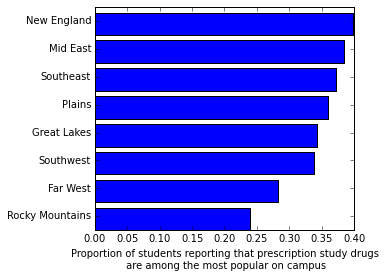 New England
Mid East
Southeast
Plains
Great Lakes
Southwest
Far West
Rocky Mountains
0.00 0.05 0.10 0.15 0.20 0.25 0.30 0.35 0.40
Proportion of students reporting that prescription study drugs
are among the most popular on campus